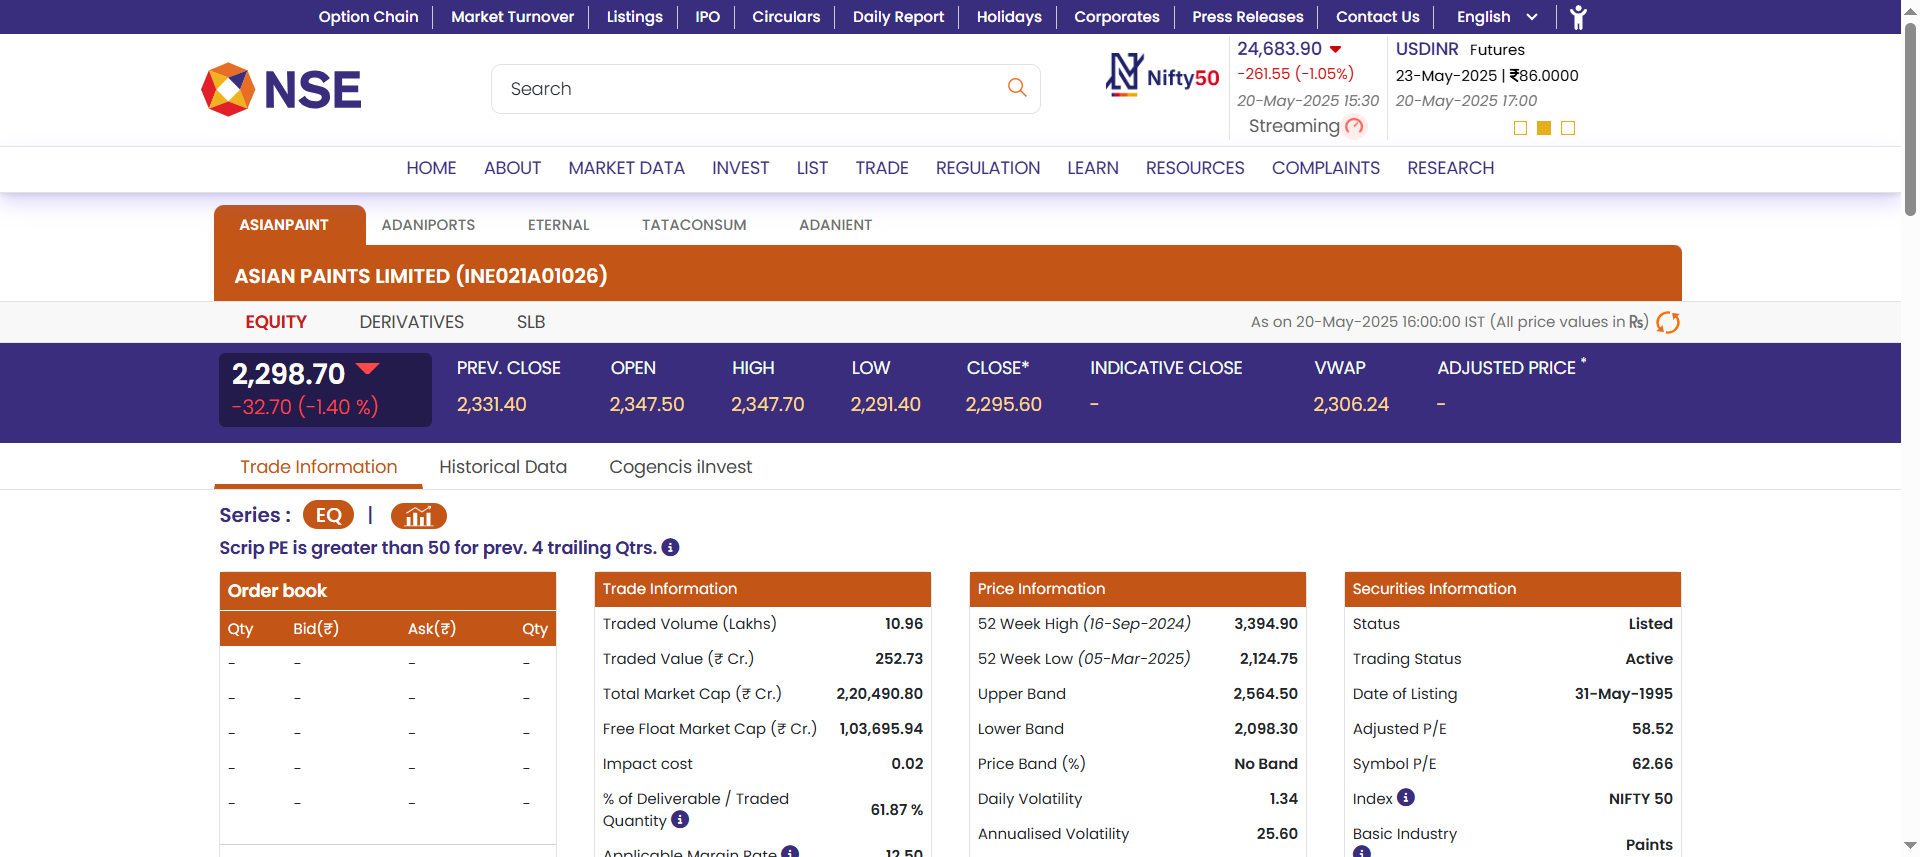 Option Chain Market Turnover Listings IPO Circulars Daily Report Holidays Corporates Press Releases Contact Us English
NSE
Search
Nifty50
24,683.90
-261.55 (-1.05%)
20-May-2025 15:30
Streaming
USDINR Futures
23-May-2025 | ₹86.0000
20-May-2025 17:00
HOME ABOUT MARKET DATA INVEST LIST TRADE REGULATION LEARN RESOURCES COMPLAINTS RESEARCH
ASIANPAINT ADANIPORTS ETERNAL TATACONSUM ADANIENT
ASIAN PAINTS LIMITED (INE021A01026)
EQUITY DERIVATIVES SLB As on 20-May-2025 16:00:00 IST (All price values in ₨)
2,298.70
-32.70 (-1.40 %)
PREV. CLOSE OPEN HIGH LOW CLOSE* INDICATIVE CLOSE VWAP ADJUSTED PRICE *
2,331.40 2,347.50 2,347.70 2,291.40 2,295.60 - 2,306.24 -
Trade Information Historical Data Cogencis iInvest
Series : EQ |
Scrip PE is greater than 50 for prev. 4 trailing Qtrs.
Order book
Qty Bid(₹) Ask(₹) Qty
- - - -
- - - -
- - - -
- - - -
- - - -
Trade Information
Traded Volume (Lakhs) 10.96
Traded Value (₹ Cr.) 252.73
Total Market Cap (₹ Cr.) 2,20,490.80
Free Float Market Cap (₹ Cr.) 1,03,695.94
Impact cost 0.02
% of Deliverable / Traded
Quantity 61.87 %
Applicable Margin Rate 12.50
Price Information
52 Week High (16-Sep-2024) 3,394.90
52 Week Low (05-Mar-2025) 2,124.75
Upper Band 2,564.50
Lower Band 2,098.30
Price Band (%) No Band
Daily Volatility 1.34
Annualised Volatility 25.60
Securities Information
Status Listed
Trading Status Active
Date of Listing 31-May-1995
Adjusted P/E 58.52
Symbol P/E 62.66
Index NIFTY 50
Basic Industry Paints